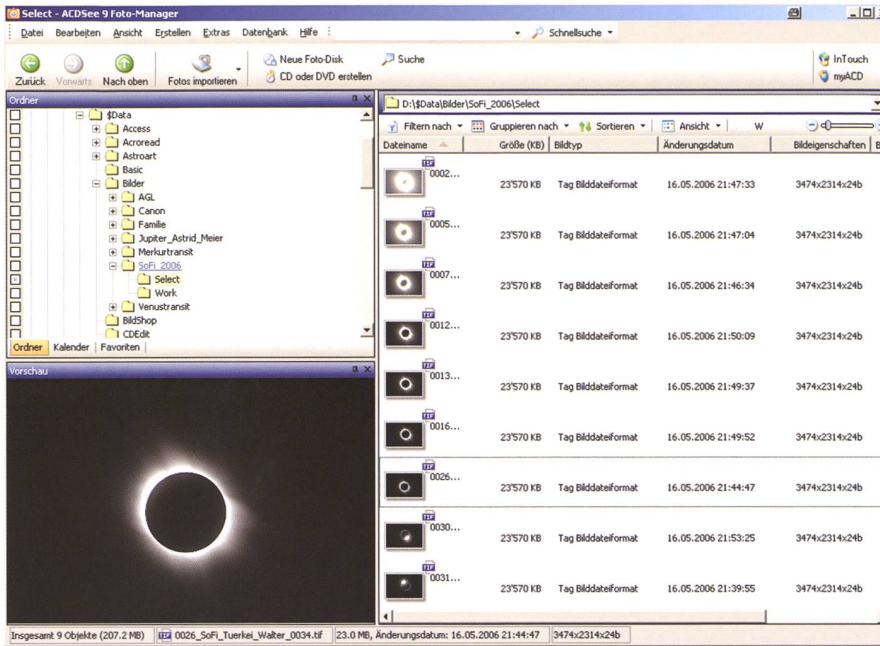 Select - ACDSee 9 Foto-Manager
Datei Bearbeiten Ansicht Erstellen Extras Datenbank Hilfe Schnellsuche
Zurück Vorwärts Nach oben Fotos importieren
Neue Foto-Disk
CD oder DVD erstellen
Suche
InTouch
myACD
Ordner
$Data
Access
Acroread
Astroart
Basic
Bilder
AGL
Canon
Familie
Jupiter_Astrid_Meier
Merkurtransit
SoFi_2006
Select
Work
Venustransit
BildShop
CDEdit
Ordner Kalender Favoriten
Vorschau
D:\$Data\Bilder\SoFi_2006\Select
Filtern nach Gruppieren nach Sortieren Ansicht W
Dateiname Größe (KB) Bildtyp Änderungsdatum Bildeigenschaften B
TIF
0002... 23'570 KB Tag Bilddateiformat 16.05.2006 21:47:33 3474x2314x24b
TIF
0005... 23'570 KB Tag Bilddateiformat 16.05.2006 21:47:04 3474x2314x24b
TIF
0007... 23'570 KB Tag Bilddateiformat 16.05.2006 21:46:34 3474x2314x24b
TIF
0012... 23'570 KB Tag Bilddateiformat 16.05.2006 21:50:09 3474x2314x24b
TIF
0013... 23'570 KB Tag Bilddateiformat 16.05.2006 21:49:37 3474x2314x24b
TIF
0016... 23'570 KB Tag Bilddateiformat 16.05.2006 21:49:52 3474x2314x24b
TIF
0026... 23'570 KB Tag Bilddateiformat 16.05.2006 21:44:47 3474x2314x24b
TIF
0030... 23'570 KB Tag Bilddateiformat 16.05.2006 21:53:25 3474x2314x24b
TIF
0031... 23'570 KB Tag Bilddateiformat 16.05.2006 21:39:55 3474x2314x24b
Insgesamt 9 Objekte (207.2 MB) TIF 0026_SoFi_Tuerkei_Walter_0034.tif 23.0 MB, Änderungsdatum: 16.05.2006 21:44:47 3474x2314x24b